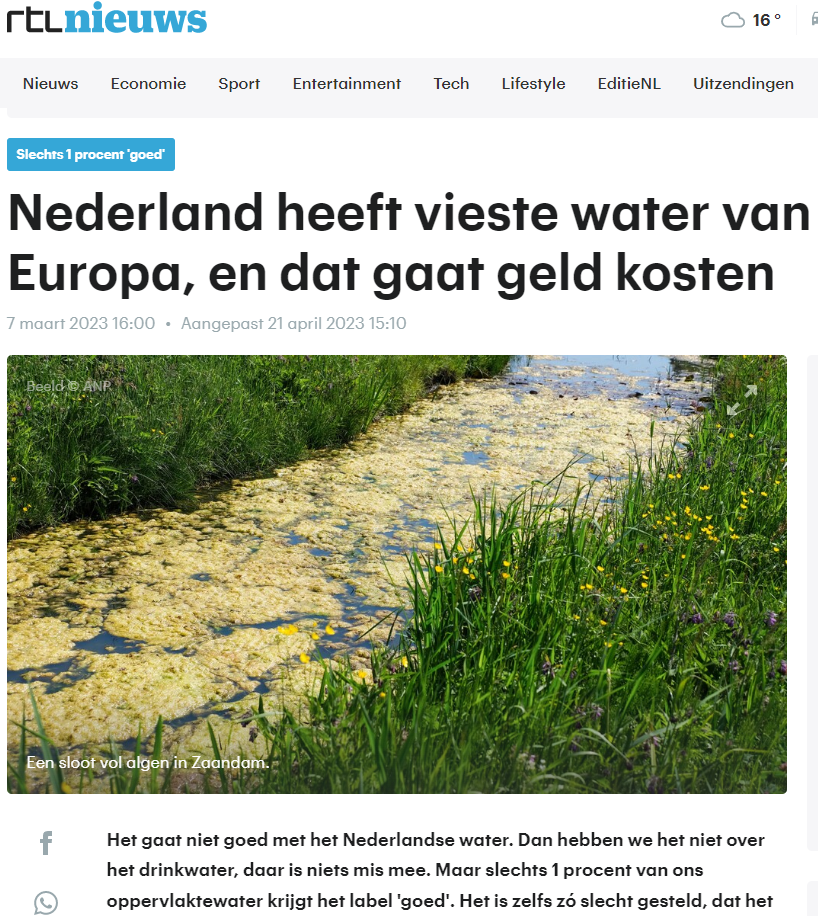 rtlnieuws
16 °
Nieuws Economie Sport Entertainment Tech Lifestyle EditieNL Uitzendingen
Slechts 1 procent 'goed'
Nederland heeft vieste water van
Europa, en dat gaat geld kosten
7 maart 2023 16:00 • Aangepast 21 april 2023 15:10
Beeld © ANP
Een sloot vol algen in Zaandam.
Het gaat niet goed met het Nederlandse water. Dan hebben we het niet over
het drinkwater, daar is niets mis mee. Maar slechts 1 procent van ons
oppervlaktewater krijgt het label 'goed'. Het is zelfs zó slecht gesteld, dat het